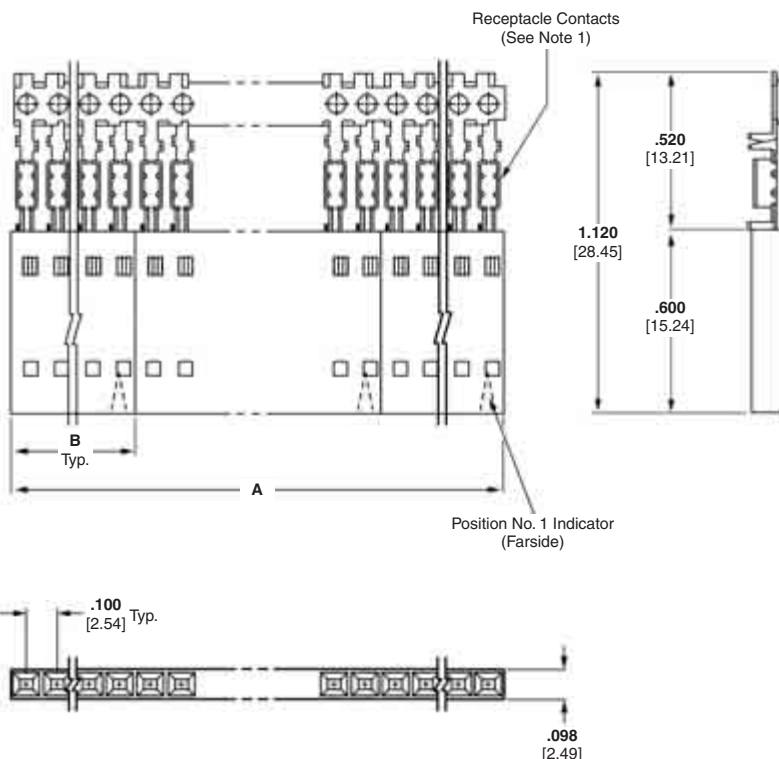 Receptacle Contacts
(See Note 1)
.520
[13.21]
1.120
[28.45]
.600
[15.24]
B
Typ.
A
Position No. 1 Indicator
(Farside)
.100
[2.54] Typ.
.098
[2.49]